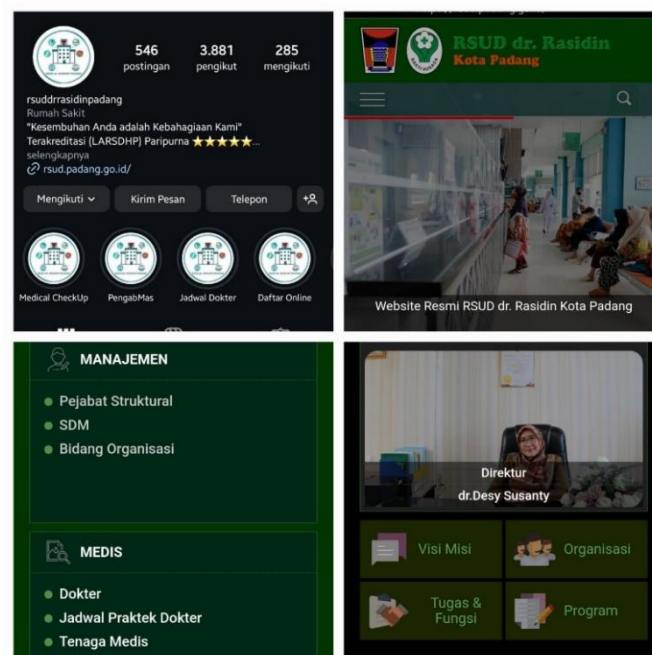 546 3.881 285
postingan pengikut mengikuti
rsuddrrasidinpadang
Rumah Sakit
"Kesembuhan Anda adalah Kebahagiaan Kami"
Terakreditasi (LARSDHP) Paripurna ★★★★★...
selengkapnya
rsud.padang.go.id/
Mengikuti Kirim Pesan Telepon
Medical CheckUp PengabMas Jadwal Dokter Daftar Online
RSUD dr. Rasidin
Kota Padang
Website Resmi RSUD dr. Rasidin Kota Padang
MANAJEMEN
Pejabat Struktural
SDM
Bidang Organisasi
MEDIS
Dokter
Jadwal Praktek Dokter
Tenaga Medis
Direktur
dr.Desy Susanty
Visi Misi Organisasi
Tugas &
Fungsi
Program